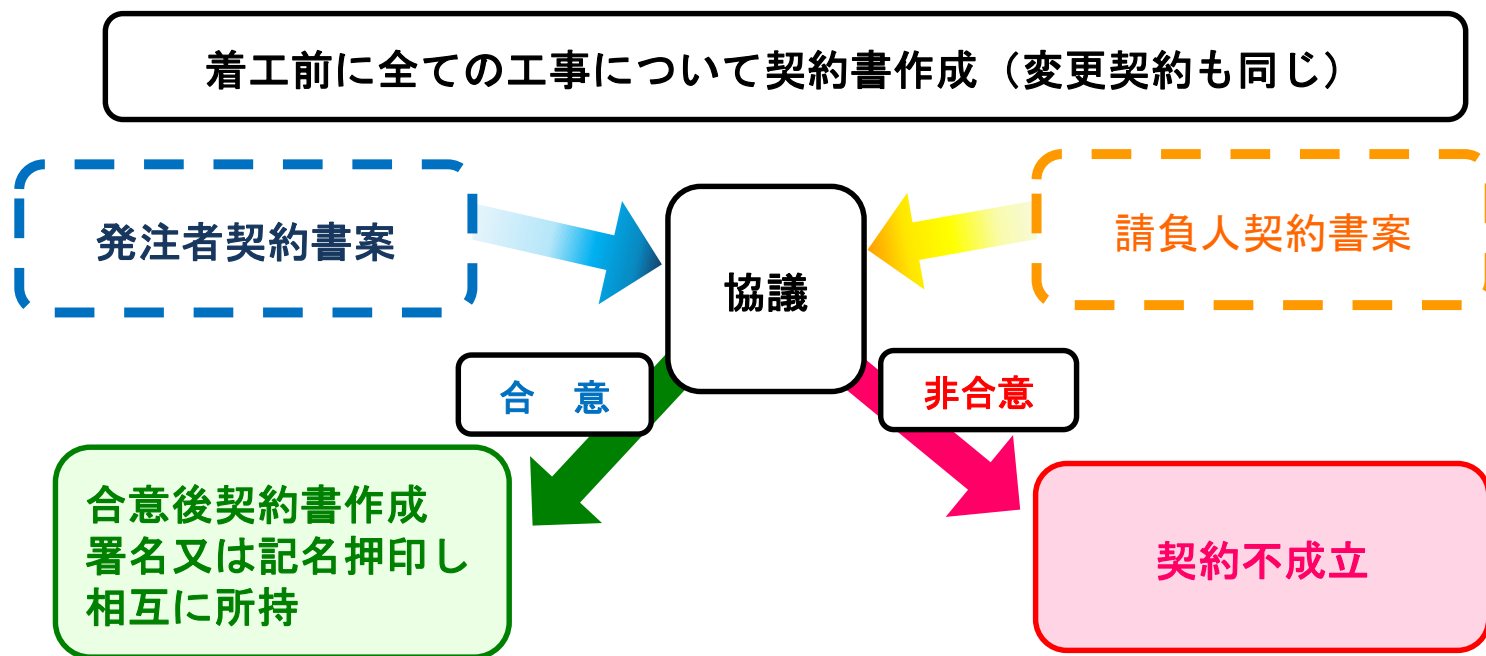 着工前に全ての工事について契約書作成（変更契約も同じ）
発注者契約書案
請負人契約書案
協議
合　意
非合意
合意後契約書作成
署名又は記名押印し
相互に所持
契約不成立